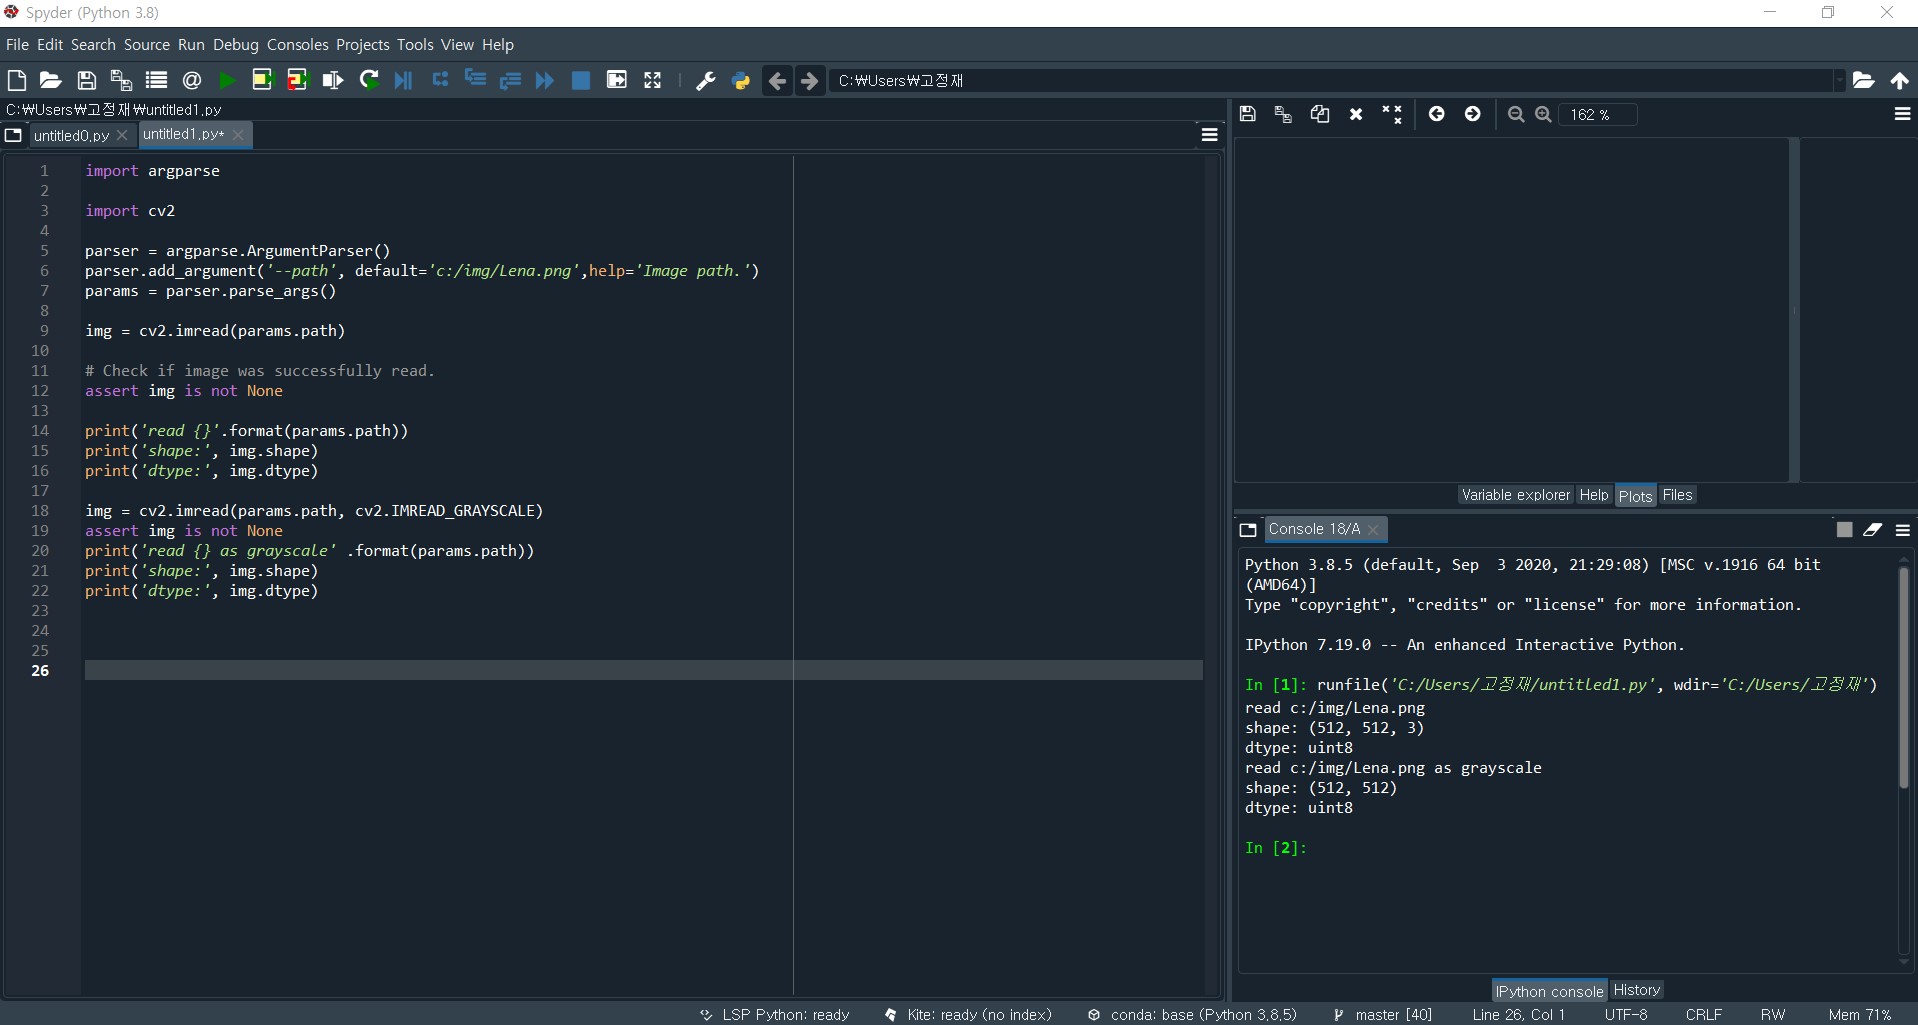 Spyder (Python 3.8)
File Edit Search Source Run Debug Consoles Projects Tools View Help
C:₩Users₩고정재
C:₩Users₩고정재₩untitled1.py
untitled0.py
untitled1.py*
1 import argparse
2
3 import cv2
4
5 parser = argparse.ArgumentParser()
6 parser.add_argument('--path', default='c:/img/Lena.png',help='Image path.')
7 params = parser.parse_args()
8
9 img = cv2.imread(params.path)
10
11 # Check if image was successfully read.
12 assert img is not None
13
14 print('read {}'.format(params.path))
15 print('shape:', img.shape)
16 print('dtype:', img.dtype)
17
18 img = cv2.imread(params.path, cv2.IMREAD_GRAYSCALE)
19 assert img is not None
20 print('read {} as grayscale' .format(params.path))
21 print('shape:', img.shape)
22 print('dtype:', img.dtype)
23
24
25
26
162 %
Variable explorer Help Plots Files
Console 18/A
Python 3.8.5 (default, Sep  3 2020, 21:29:08) [MSC v.1916 64 bit
(AMD64)]
Type "copyright", "credits" or "license" for more information.
IPython 7.19.0 -- An enhanced Interactive Python.
In [1]: runfile('C:/Users/고정재/untitled1.py', wdir='C:/Users/고정재')
read c:/img/Lena.png
shape: (512, 512, 3)
dtype: uint8
read c:/img/Lena.png as grayscale
shape: (512, 512)
dtype: uint8
In [2]:
IPython console History
LSP Python: ready Kite: ready (no index) conda: base (Python 3.8.5) master [40] Line 26, Col 1 UTF-8 CRLF RW Mem 71%